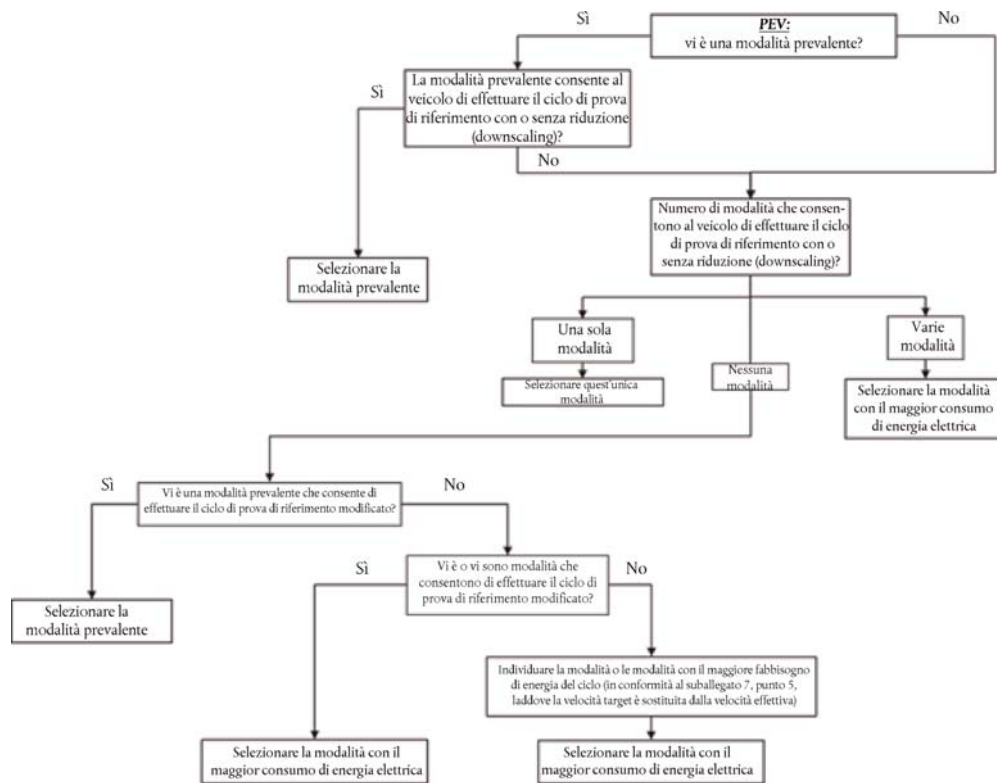 Sì
PEV:
No
vi è una modalità prevalente?
La modalità prevalente consente al
veicolo di effettuare il ciclo di prova
di riferimento con o senza riduzione
(downscaling)?
Sì
No
Numero di modalità che consen-
tono al veicolo di effettuare il ciclo
di prova di riferimento con o
senza riduzione (downscaling)?
Selezionare la
modalità prevalente
Una sola
modalità
Varie
modalità
Nessuna
modalità
Selezionare quest'unica
modalità
Selezionare la modalità
con il maggior consumo
di energia elettrica
Sì
Vi è una modalità prevalente che consente di
effettuare il ciclo di prova di riferimento modificato?
No
Sì
Vi è o vi sono modalità che
consentono di effettuare il ciclo di
prova di riferimento modificato?
No
Selezionare la
modalità prevalente
Individuare la modalità o le modalità con il maggiore fabbisogno
di energia del ciclo (in conformità al suballegato 7, punto 5,
laddove la velocità target è sostituita dalla velocità effettiva)
Selezionare la modalità con il
maggior consumo di energia elettrica
Selezionare la modalità con il
maggior consumo di energia elettrica